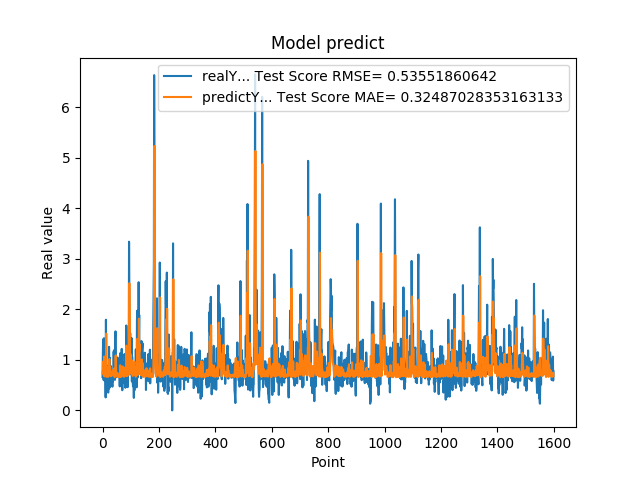 Model predict
realY... Test Score RMSE= 0.53551860642
predictY... Test Score MAE= 0.32487028353163133
Real value
6
5
4
3
2
1
0
0 200 400 600 800 1000 1200 1400 1600
Point